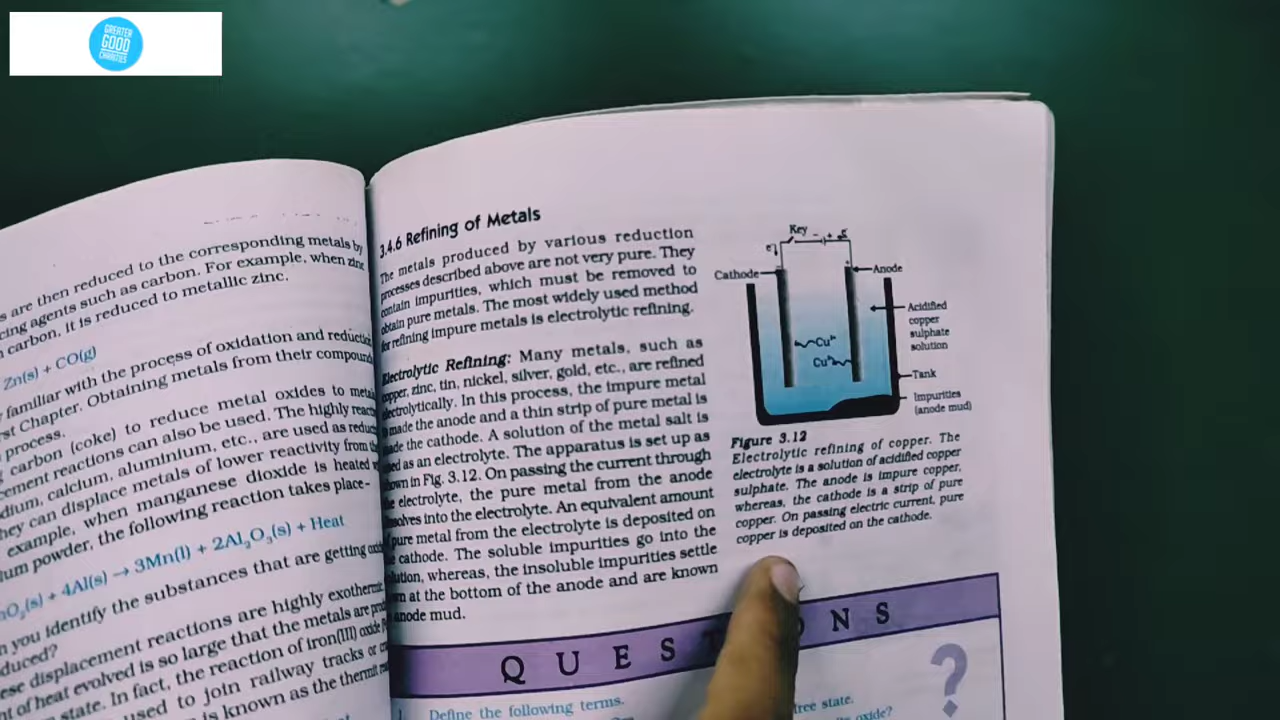 GREATER
GOOD
CHARITIES
are then reduced to the corresponding metals by
cing agents such as carbon. For example, when zinc
carbon, it is reduced to metallic zinc.
Zn(s) + CO(g)
familiar with the process of oxidation and
st Chapter. Obtaining metals from their
process.
carbon (coke) to reduce metal oxides to
cement reactions can also be used. The highly
dium, calcium, aluminium, etc., are used as
hey can displace metals of lower reactivity from
example, when manganese dioxide is heated
um powder, the following reaction takes place–
nO₂(s) + 4Al(s) → 3Mn(l) + 2Al₂O₃(s) + Heat
you identify the substances that are getting
duced?
ese displacement reactions are highly
nt of heat evolved is so large that the metals are
state. In fact, the reaction of iron(III) oxide
used to join railway tracks or
is known as the
3.4.6 Refining of Metals
The metals produced by various reduction
processes described above are not very pure. They
contain impurities, which must be removed to
obtain pure metals. The most widely used method
for refining impure metals is electrolytic refining.
Electrolytic Refining: Many metals, such as
copper, zinc, tin, nickel, silver, gold, etc., are refined
electrolytically. In this process, the impure metal
made the anode and a thin strip of pure metal is
made the cathode. A solution of the metal salt is
used as an electrolyte. The apparatus is set up as
shown in Fig. 3.12. On passing the current through
electrolyte, the pure metal from the anode
dissolves into the electrolyte. An equivalent amount
pure metal from the electrolyte is deposited on
cathode. The soluble impurities go into the
solution, whereas, the insoluble impurities settle
at the bottom of the anode and are known
anode mud.
Key
– +
e
Cathode
Anode
Acidified
copper
sulphate
solution
Cu²⁺
Cu²⁺
Tank
Impurities
(anode mud)
Figure 3.12
Electrolytic refining of copper. The
electrolyte is a solution of acidified copper
sulphate. The anode is impure copper,
whereas, the cathode is a strip of pure
copper. On passing electric current, pure
copper is deposited on the cathode.
Q U E S T O N S
?
1. Define the following terms.
free state.
oxide?